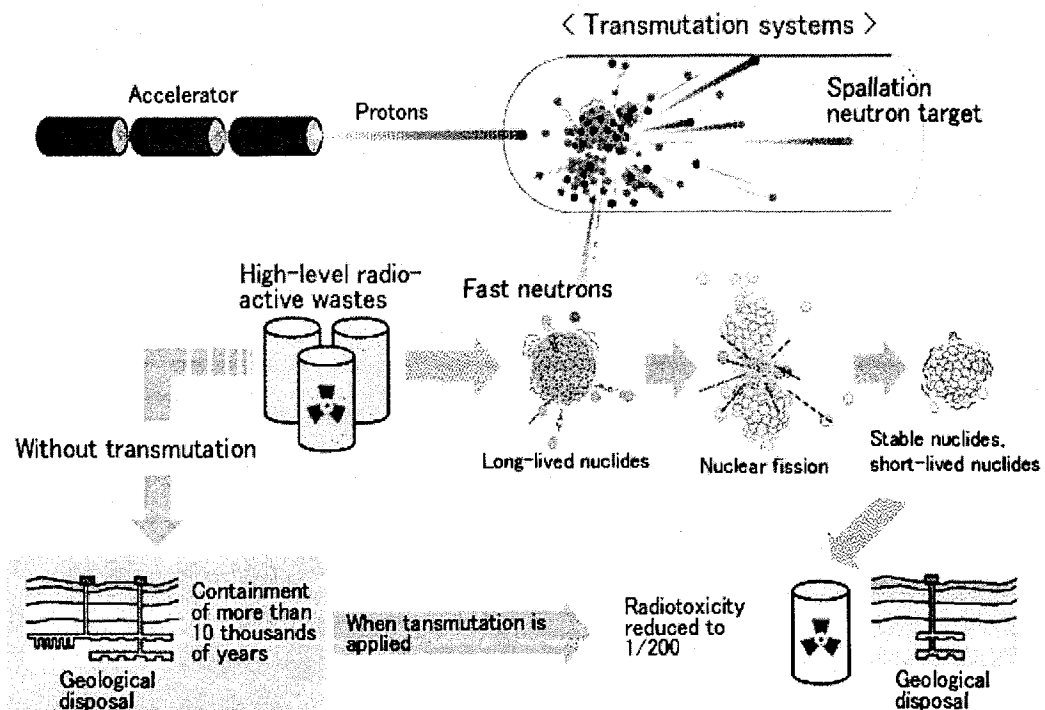 < Transmutation systems >
Accelerator
Protons
Spallation
neutron target
High-level radio-
active wastes
Fast neutrons
Without transmutation
Long-lived nuclides
Nuclear fission
Stable nuclides,
short-lived nuclides
Containment
of more than
10 thousands
of years
Geological
disposal
When tansmutation is
applied
Radiotoxicity
reduced to
1/200
Geological
disposal